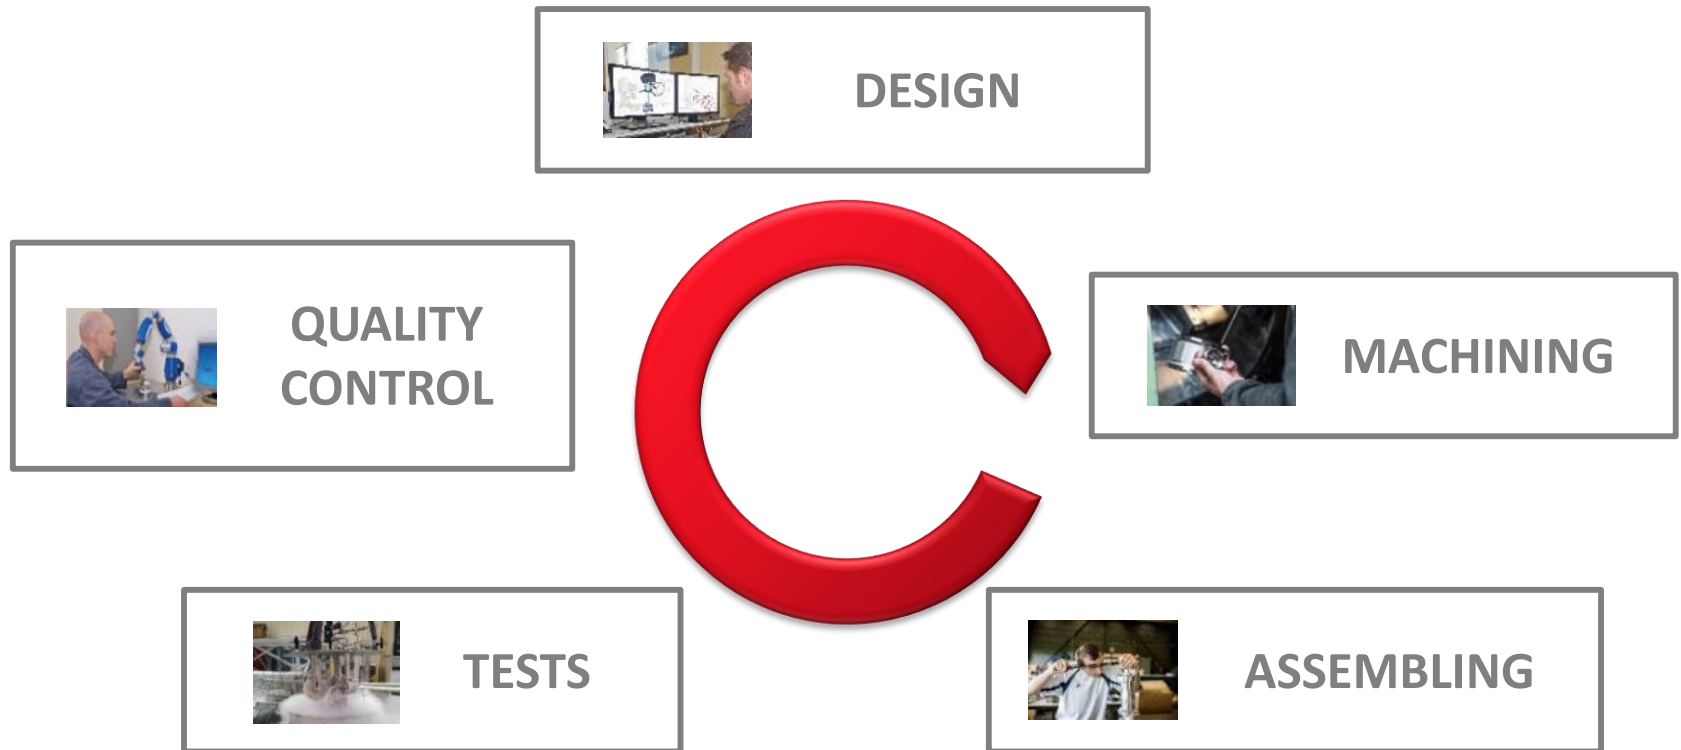 DESIGN
MACHINING
ASSEMBLING
TESTS
QUALITY
CONTROL